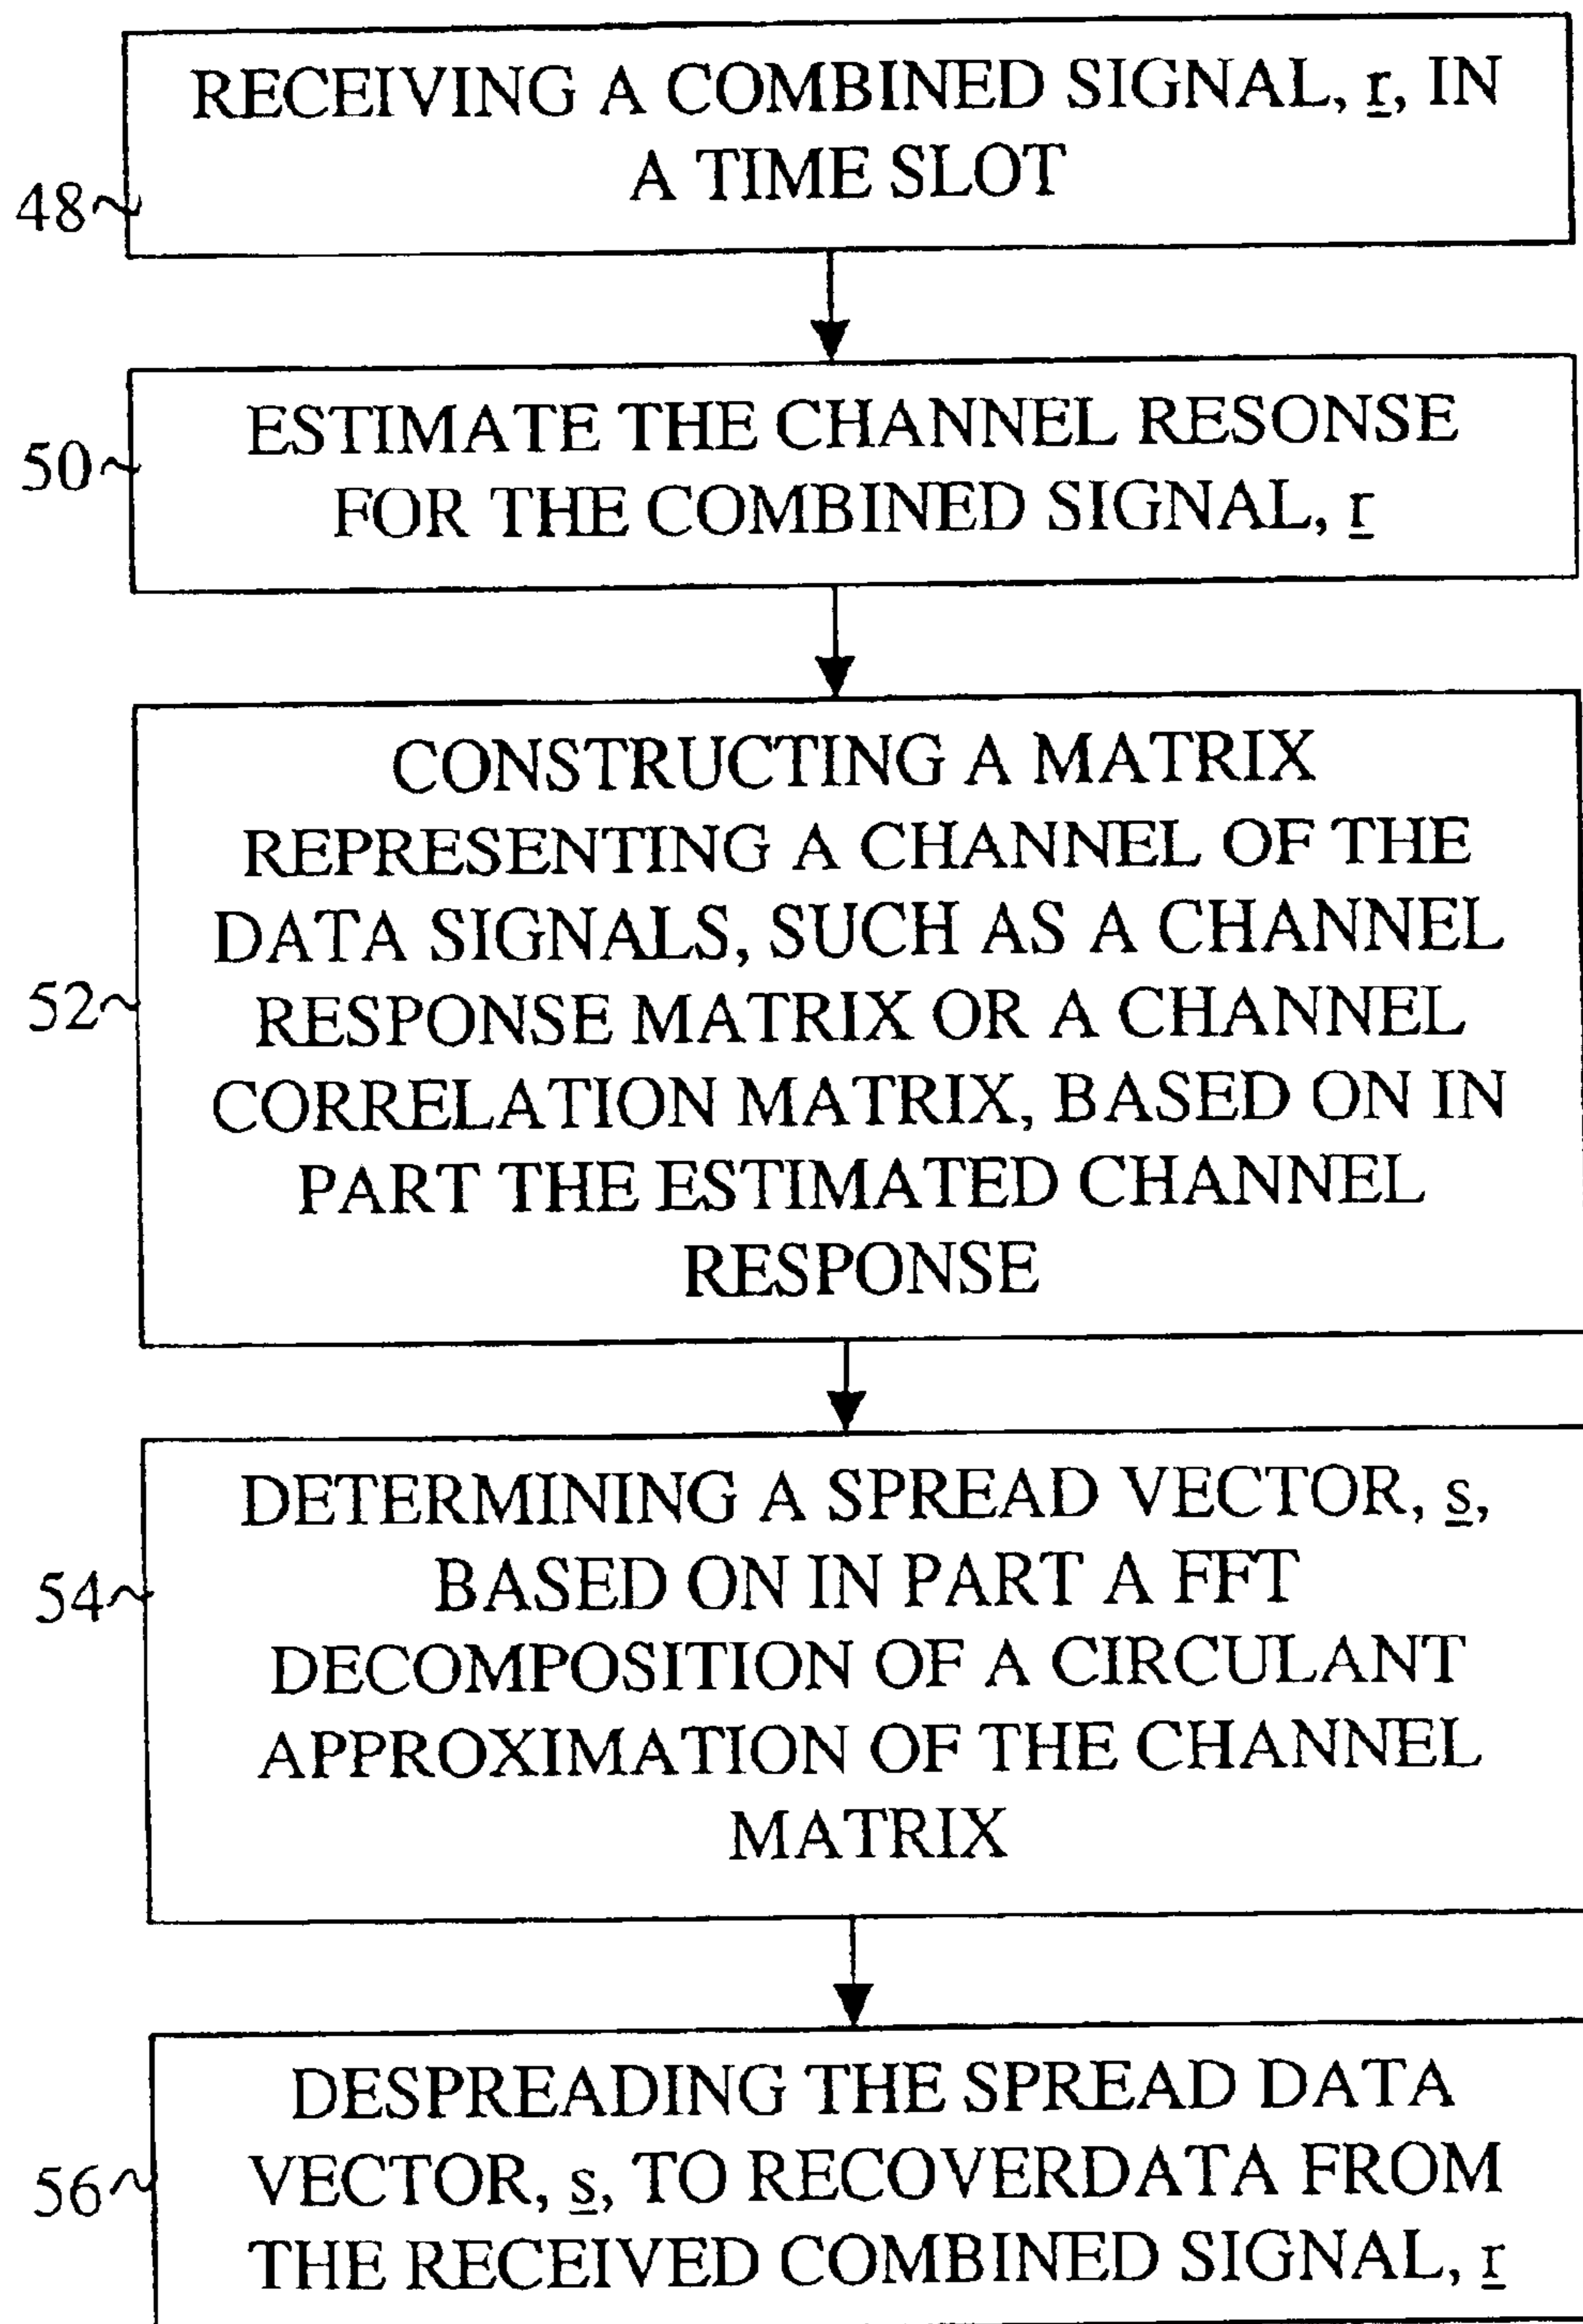 RECEIVING A COMBINED SIGNAL, r, IN
A TIME SLOT
48
ESTIMATE THE CHANNEL RESONSE
50
FOR THE COMBINED SIGNAL, r
CONSTRUCTING A MATRIX
REPRESENTING A CHANNEL OF THE
DATA SIGNALS, SUCH AS A CHANNEL
52
RESPONSE MATRIX OR A CHANNEL
CORRELATION MATRIX, BASED ON IN
PART THE ESTIMATED CHANNEL
RESPONSE
DETERMINING A SPREAD VECTOR, s,
BASED ON IN PART A FFT
54
DECOMPOSITION OF A CIRCULANT
APPROXIMATION OF THE CHANNEL
MATRIX
DESPREADING THE SPREAD DATA
56
VECTOR, s, TO RECOVERDATA FROM
THE RECEIVED COMBINED SIGNAL, r